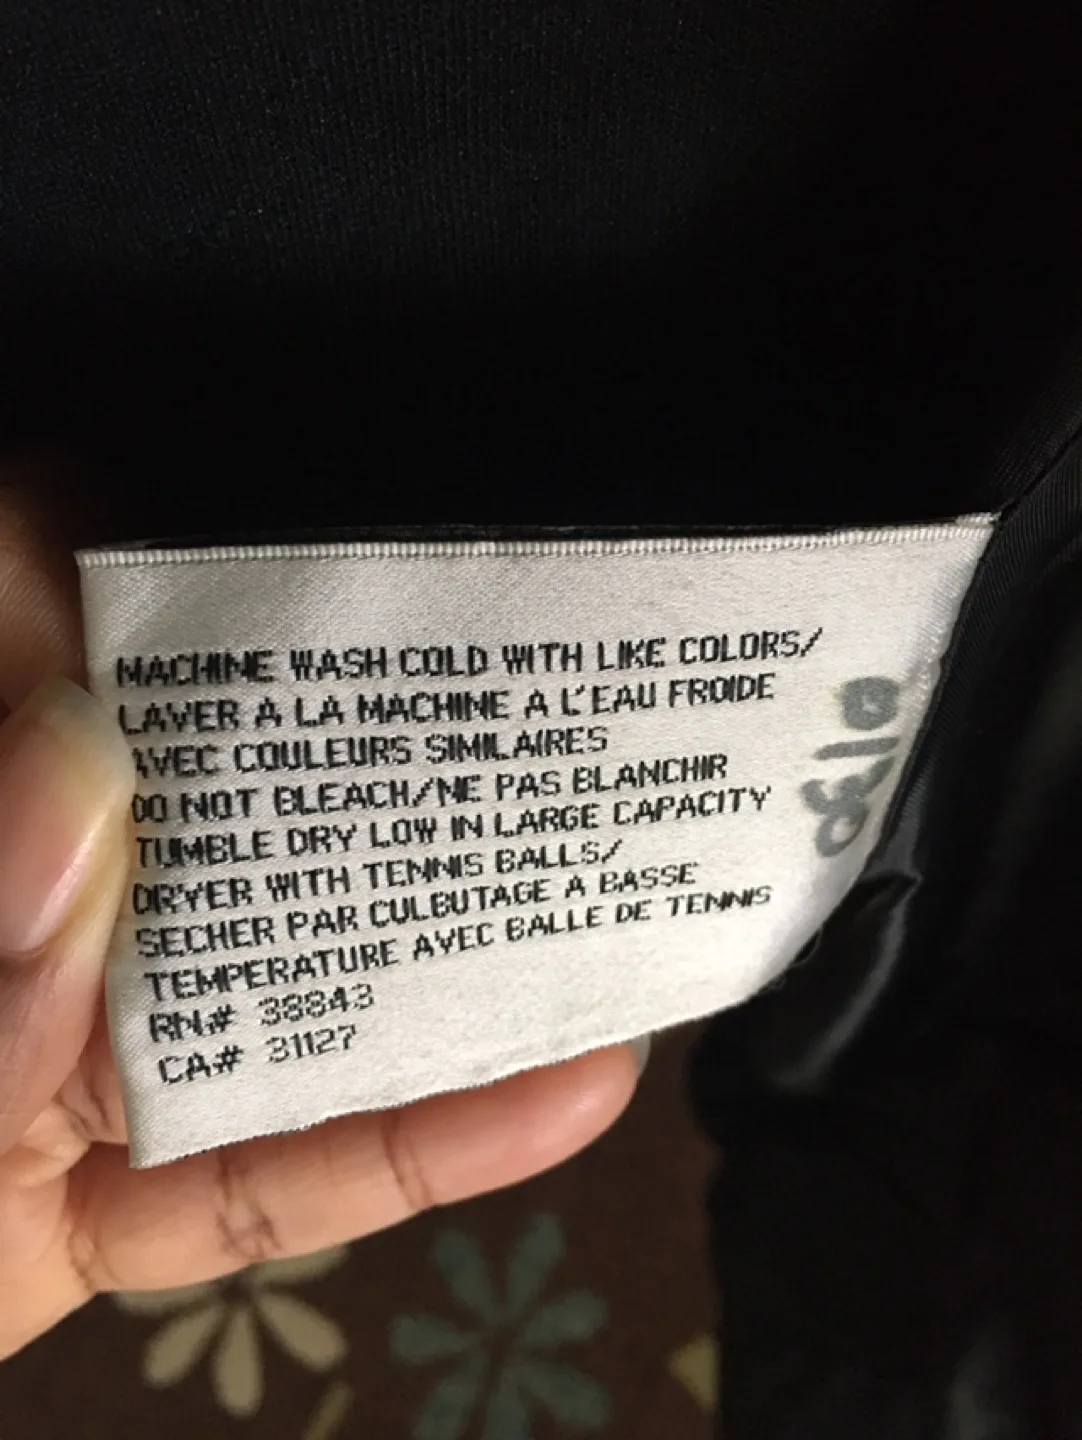 MACHINE WASH COLD WITH LIKE COLORS/
LAVER A LA MACHINE A L'EAU FROIDE
AVEC COULEURS SIMILAIRES
DO NOT BLEACH/NE PAS BLANCHIR
TUMBLE DRY LOW IN LARGE CAPACITY
DRYER WITH TENNIS BALLS/
SECHER PAR CULBUTAGE A BASSE
TEMPERATURE AVEC BALLE DE TENNIS
RN# 38843
CA# 31127